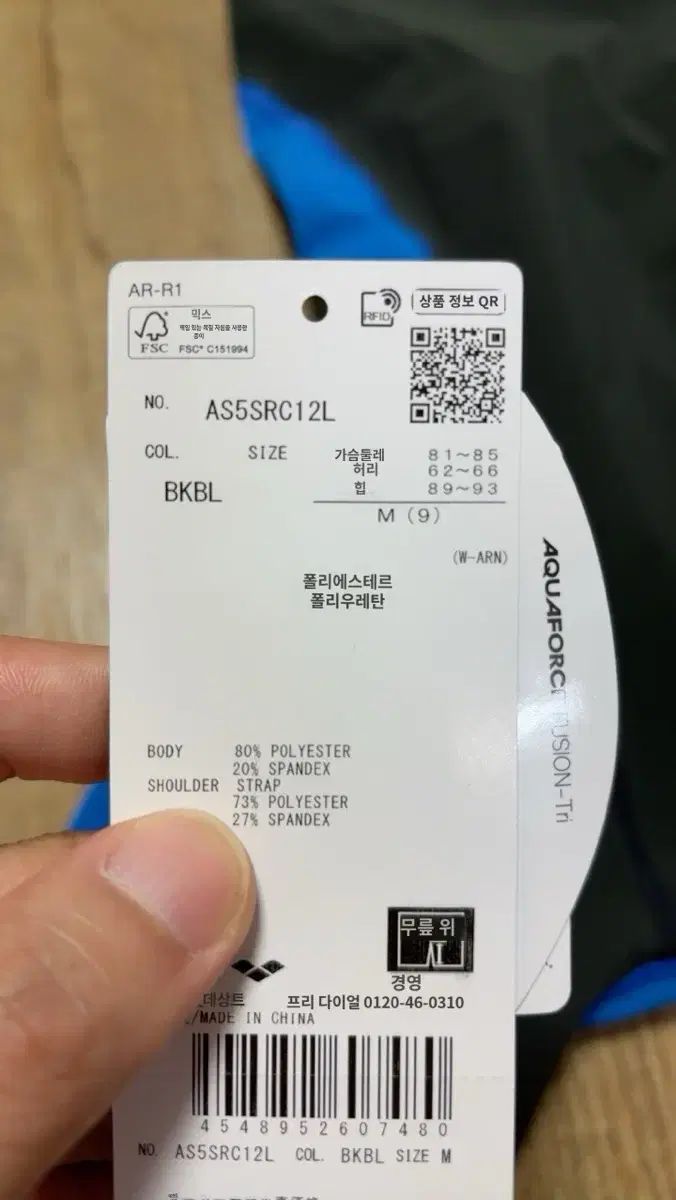 AR-R1
믹스
FSC
FSC® C151994
RFID
상품 정보 QR
NO. AS5SRC12L
COL. SIZE
BKBL
가슴둘레 81~85
허리 62~66
힙 89~93
M (9)
(W-ARN)
폴리에스테르
폴리우레탄
BODY 80% POLYESTER
20% SPANDEX
SHOULDER STRAP
73% POLYESTER
27% SPANDEX
무릎 위
경영
데상트 프리 다이얼 0120-46-0310
/MADE IN CHINA
4548952607480
NO. AS5SRC12L COL. BKBL SIZE M
AQUAFORCE FUSION-Tri